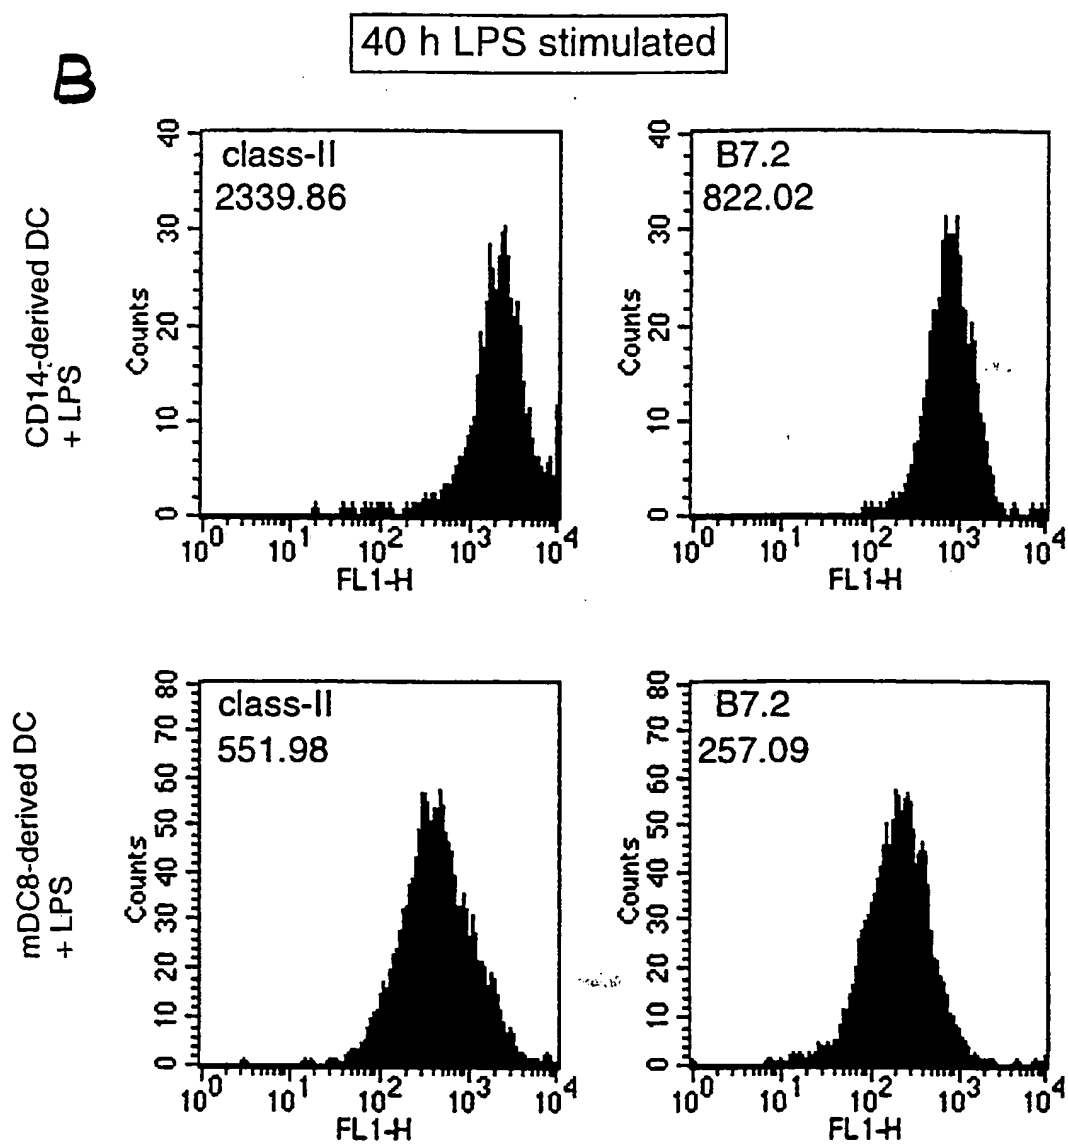 40 h LPS stimulated
B
CD14-derived DC
+ LPS
class-II
2339.86
Counts
40
30
20
10
0
10^0 10^1 10^2 10^3 10^4
FL1-H
B7.2
822.02
Counts
40
30
20
10
0
10^0 10^1 10^2 10^3 10^4
FL1-H
mDC8-derived DC
+ LPS
class-II
551.98
Counts
80
70
60
50
40
30
20
10
0
10^0 10^1 10^2 10^3 10^4
FL1-H
B7.2
257.09
Counts
80
70
60
50
40
30
20
10
0
10^0 10^1 10^2 10^3 10^4
FL1-H